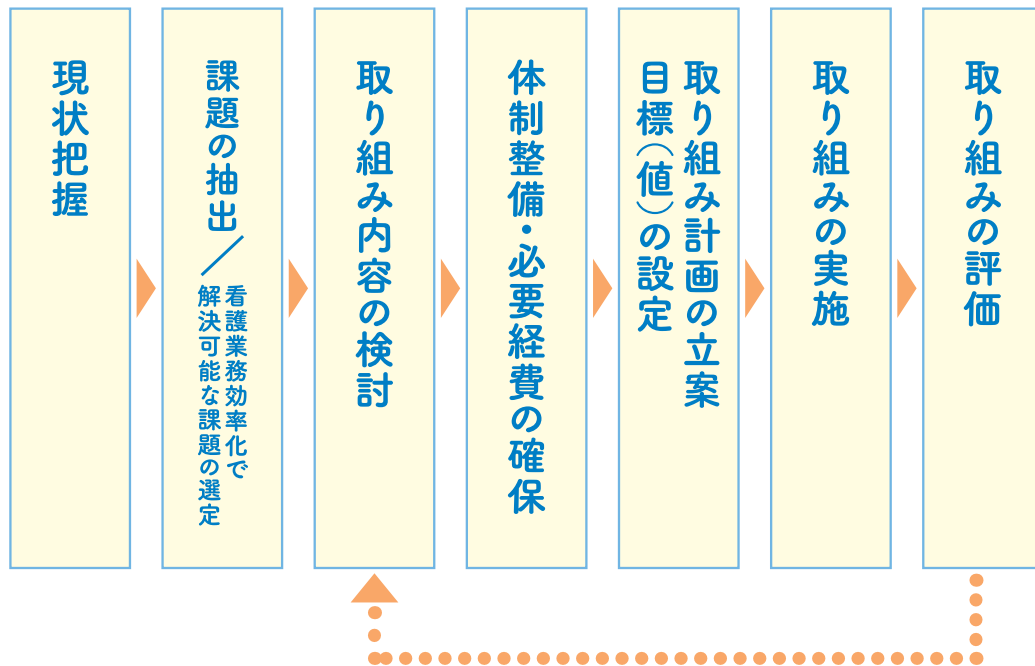 現状把握
課題の抽出／
看護業務効率化で
解決可能な課題の選定
取り組み内容の検討
体制整備・必要経費の確保
取り組み計画の立案
目標（値）の設定
取り組みの実施
取り組みの評価